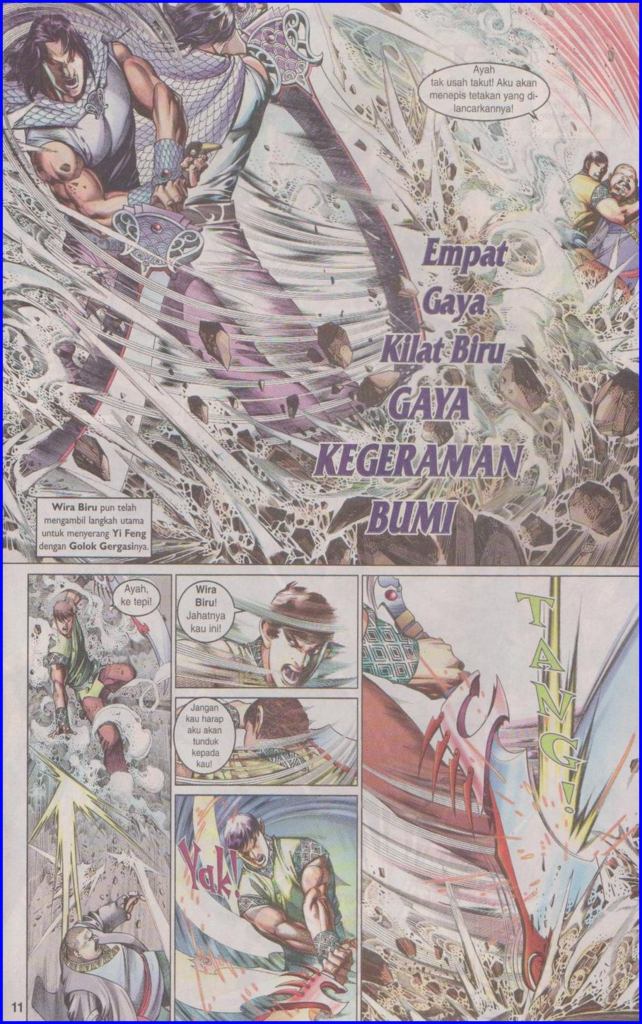 Ayah
tak usah takut! Aku akan
menepis tetakan yang di-
lancarkannya!
Empat
Gaya
Kilat Biru
GAYA
KEGERAMAN
BUMI
Wira Biru pun telah
mengambil langkah utama
untuk menyerang Yi Feng
dengan Golok Gergasinya.
Ayah,
ke tepi!
Wira
Biru!
Jahatnya
kau ini!
Jangan
kau harap
aku akan
tunduk
kepada
kau!
Yak!
TANG!
11